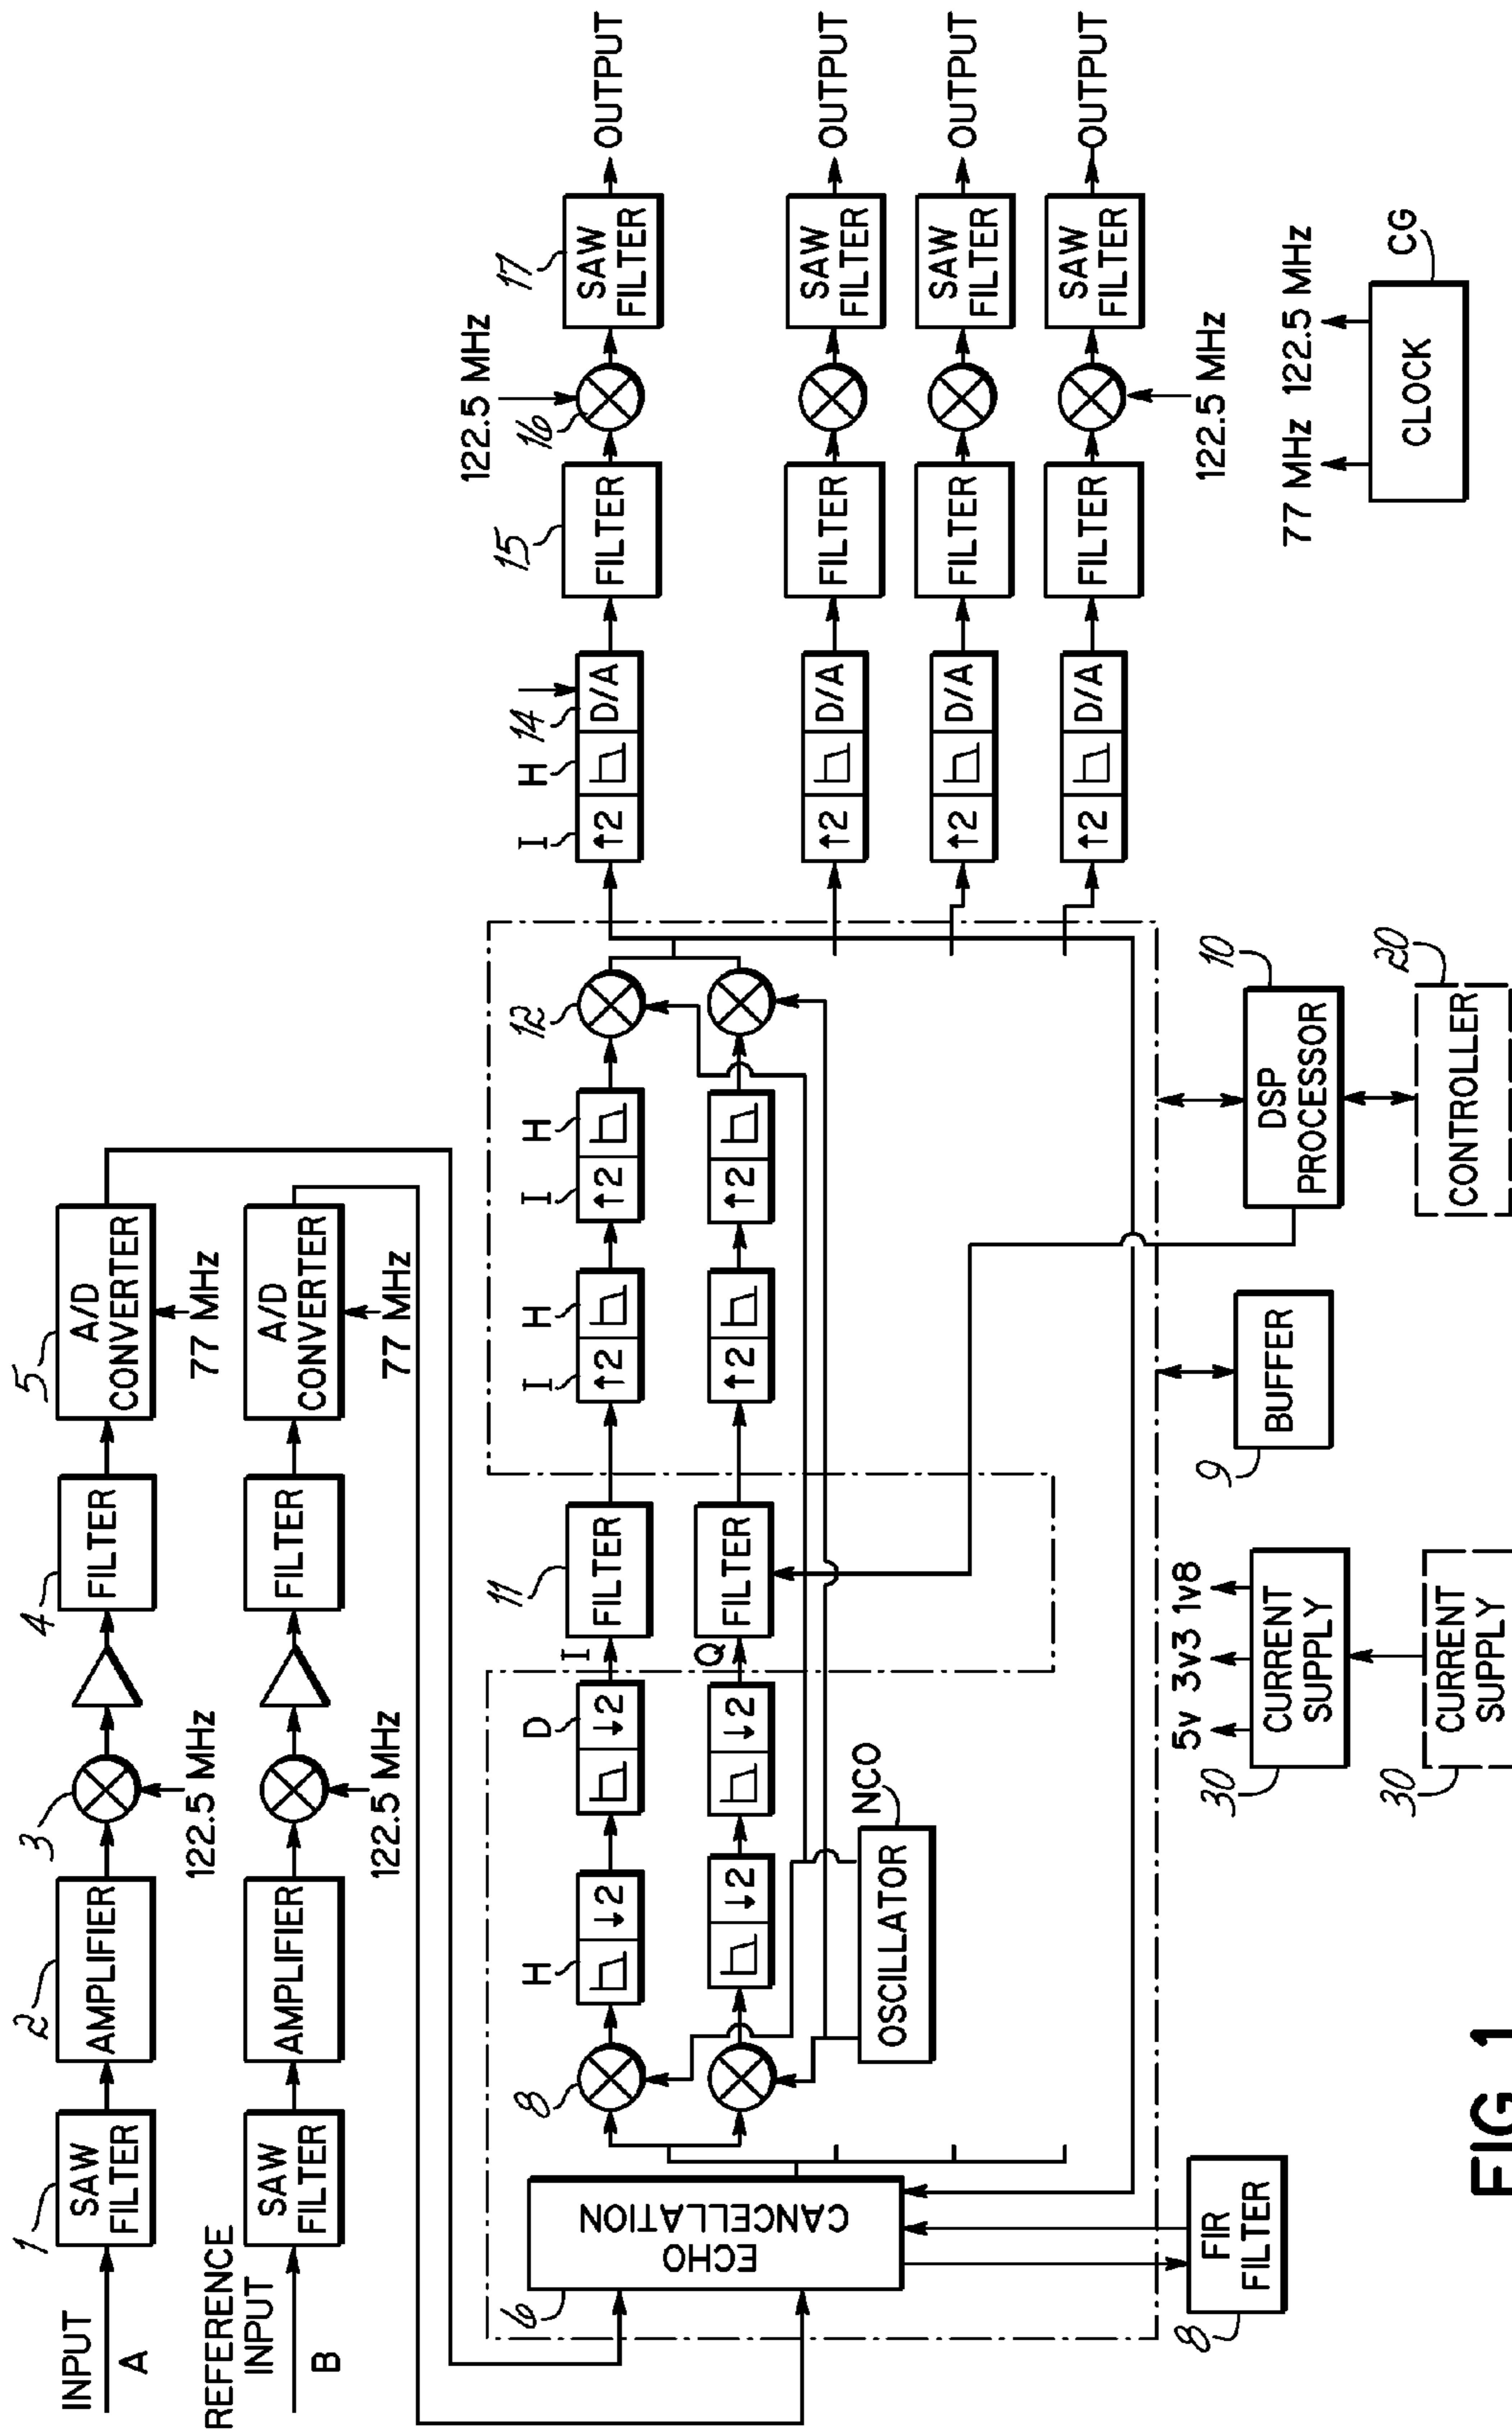 INPUT
A
1
SAW
FILTER
2
AMPLIFIER
3
122.5 MHz
4
FILTER
5
A/D
CONVERTER
77 MHz
REFERENCE
INPUT
B
SAW
FILTER
AMPLIFIER
122.5 MHz
FILTER
A/D
CONVERTER
77 MHz
6
ECHO
CANCELLATION
8
H
↓2
D
↓2
I
11
FILTER
I
↑2
H
I
↑2
H
12
↓2
↓2
Q
FILTER
↑2
↑2
OSCILLATOR
NCO
I
↑2
H
14
D/A
15
FILTER
16
122.5 MHz
17
SAW
FILTER
OUTPUT
↑2
D/A
FILTER
SAW
FILTER
OUTPUT
↑2
D/A
FILTER
SAW
FILTER
OUTPUT
↑2
D/A
FILTER
122.5 MHz
SAW
FILTER
OUTPUT
8
FIR
FILTER
5v 3v3 1v8
30
CURRENT
SUPPLY
30
CURRENT
SUPPLY
9
BUFFER
10
DSP
PROCESSOR
20
CONTROLLER
77 MHz 122.5 MHz
CLOCK
CG
FIG 1